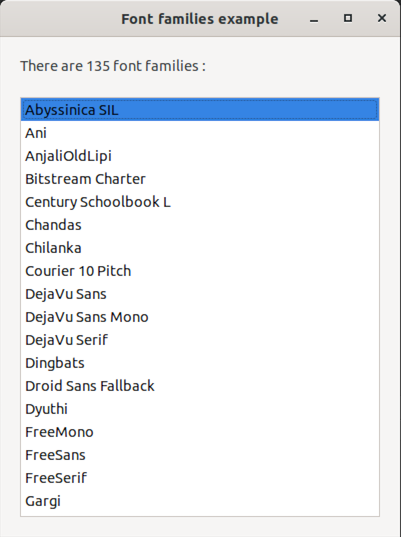 Font families example
There are 135 font families :
Abyssinica SIL
Ani
AnjaliOldLipi
Bitstream Charter
Century Schoolbook L
Chandas
Chilanka
Courier 10 Pitch
DejaVu Sans
DejaVu Sans Mono
DejaVu Serif
Dingbats
Droid Sans Fallback
Dyuthi
FreeMono
FreeSans
FreeSerif
Gargi